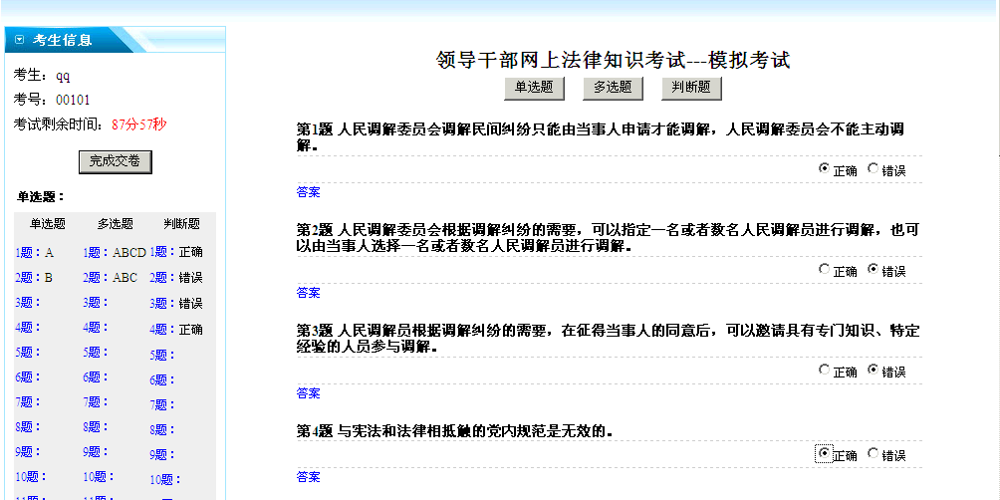 考生信息
考生：qq
考号：00101
考试剩余时间：87分57秒
完成交卷
单选题：
单选题 多选题 判断题
1题：A 1题：ABCD 1题：正确
2题：B 2题：ABC 2题：错误
3题： 3题： 3题：错误
4题： 4题： 4题：正确
5题： 5题： 5题：
6题： 6题： 6题：
7题： 7题： 7题：
8题： 8题： 8题：
9题： 9题： 9题：
10题： 10题： 10题：
领导干部网上法律知识考试---模拟考试
单选题 多选题 判断题
第1题 人民调解委员会调解民间纠纷只能由当事人申请才能调解，人民调解委员会不能主动调
解。
正确 错误
答案
第2题 人民调解委员会根据调解纠纷的需要，可以指定一名或者数名人民调解员进行调解，也可
以由当事人选择一名或者数名人民调解员进行调解。
正确 错误
答案
第3题 人民调解员根据调解纠纷的需要，在征得当事人的同意后，可以邀请具有专门知识、特定
经验的人员参与调解。
正确 错误
答案
第4题 与宪法和法律相抵触的党内规范是无效的。
正确 错误
答案